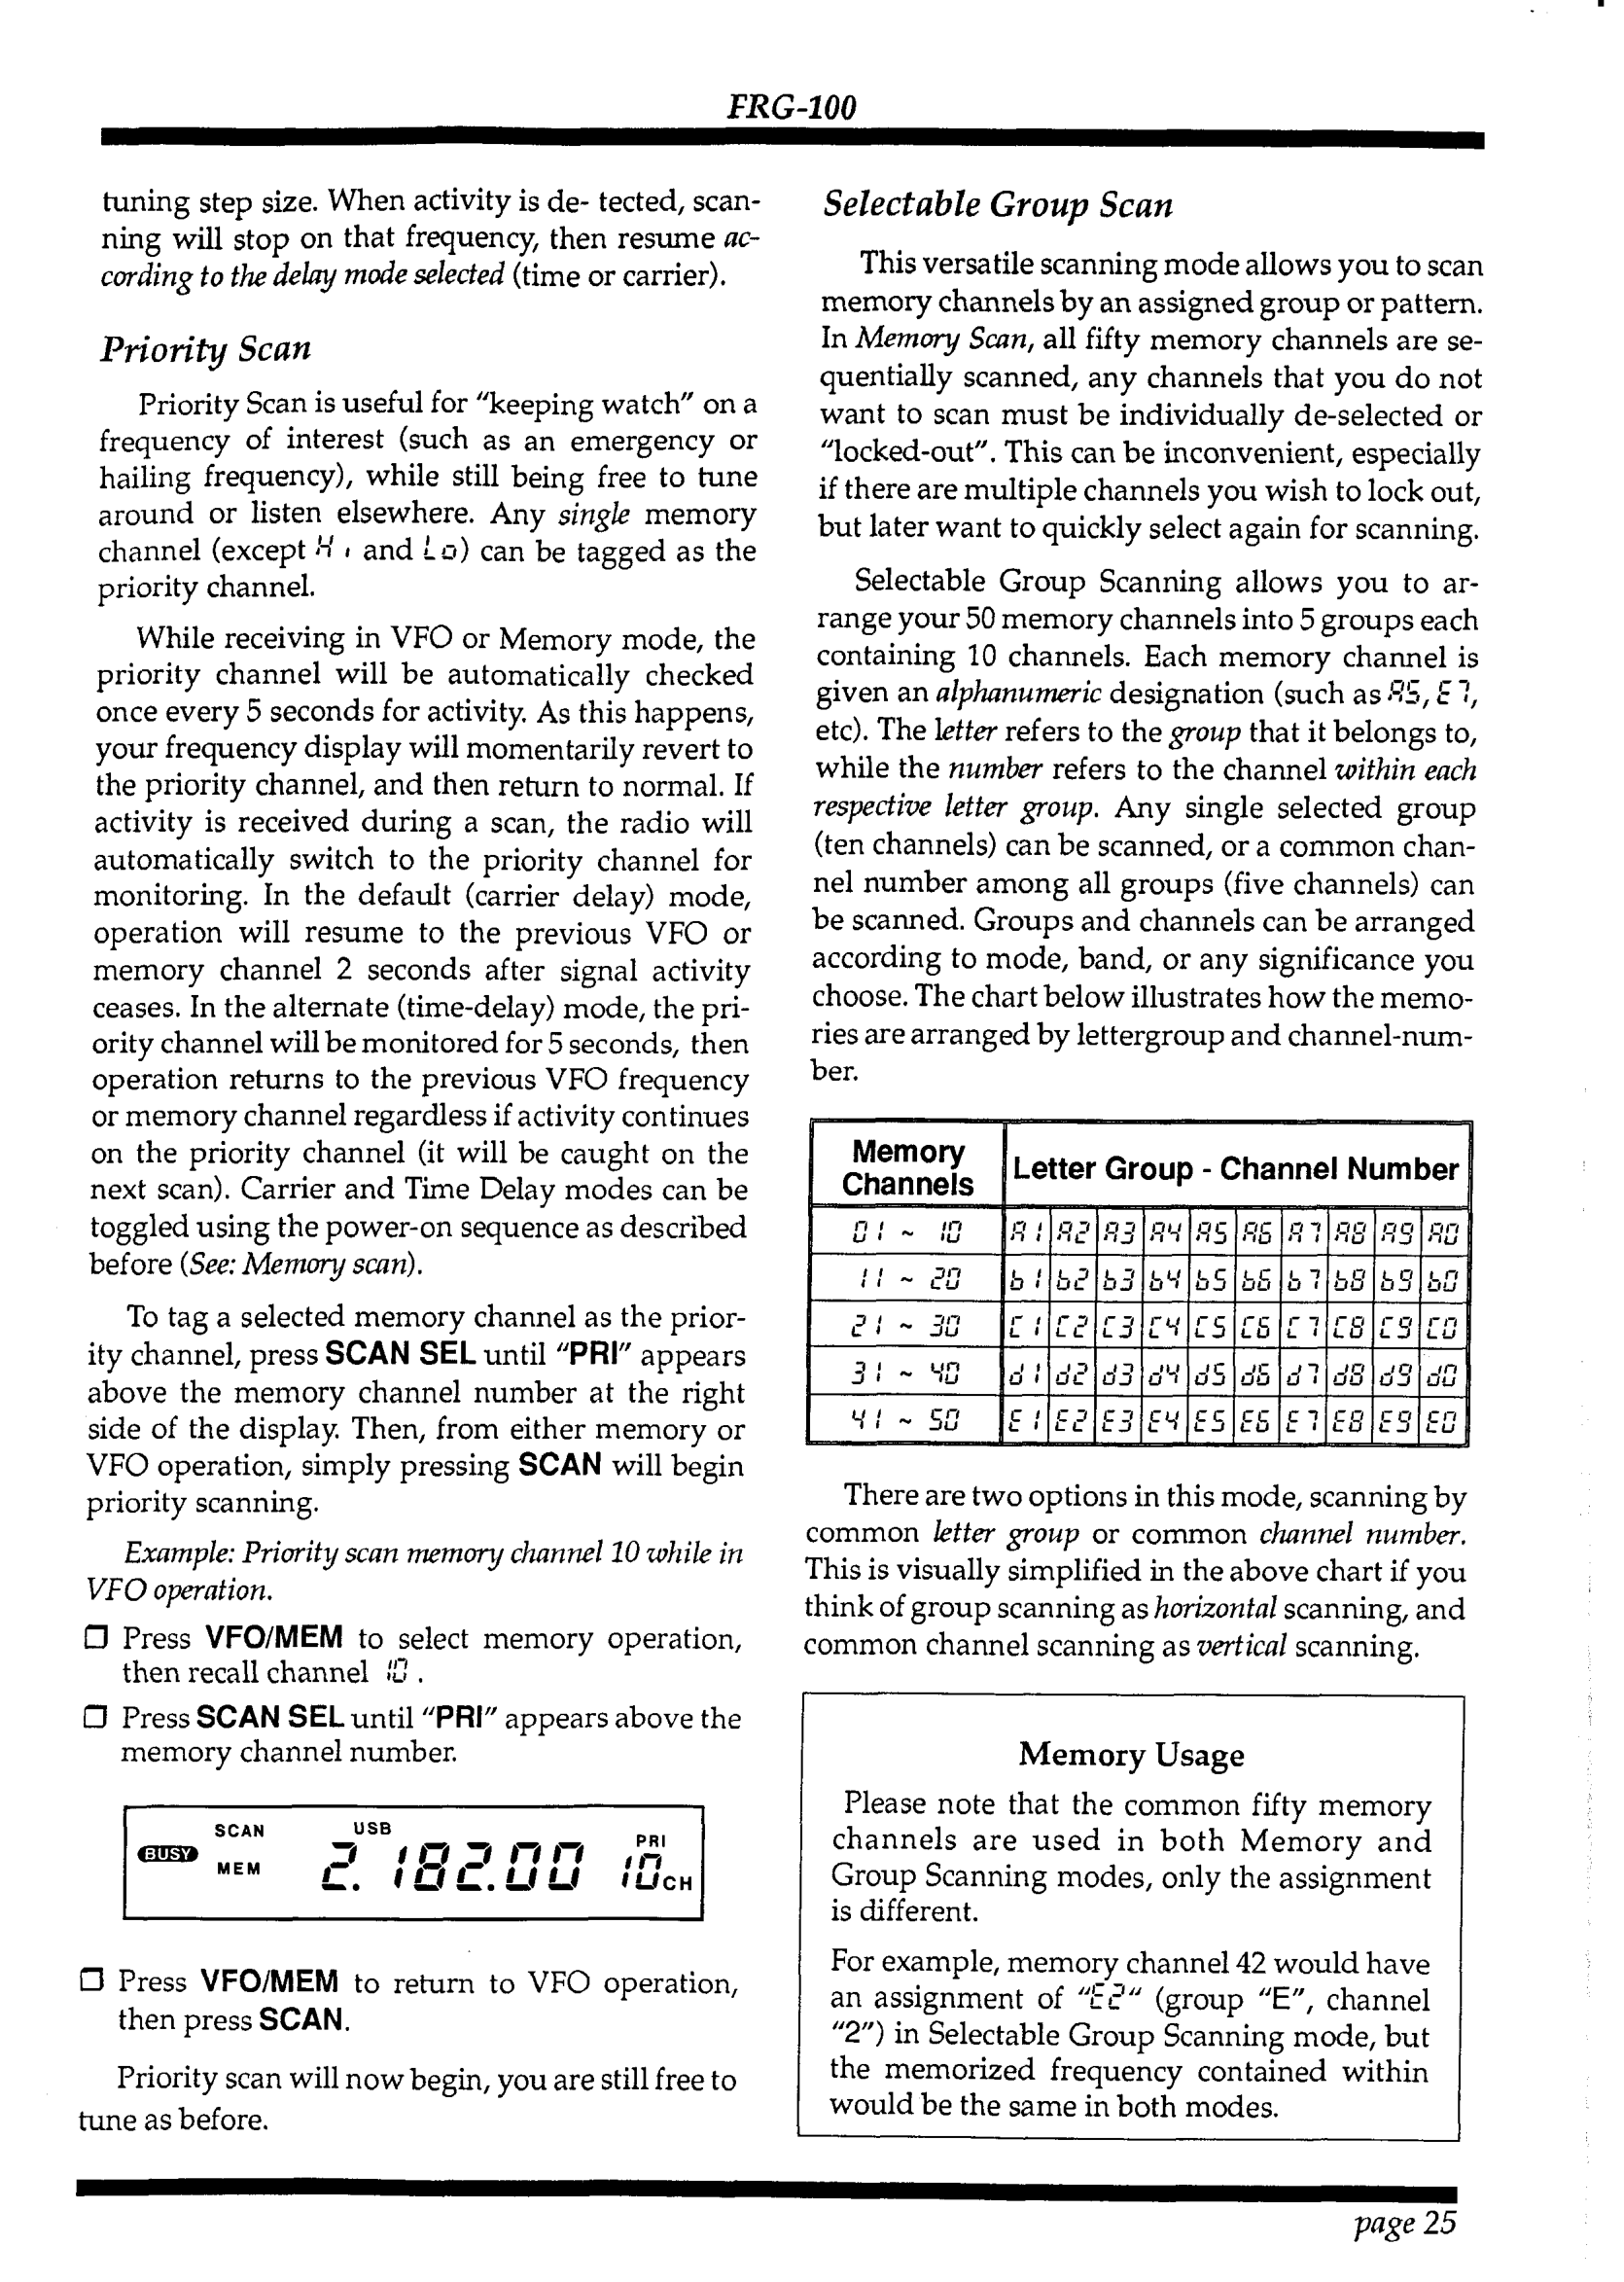 FRG-100
tuning step size. When activity is de- tected, scan-
ning will stop on that frequency, then resume ac-
cording to the delay mode selected (time or carrier).
Priority Scan
Priority Scan is useful for "keeping watch" on a
frequency of interest (such as an emergency or
hailing frequency), while still being free to tune
around or listen elsewhere. Any single memory
channel (except Hi and Lo) can be tagged as the
priority channel.
While receiving in VFO or Memory mode, the
priority channel will be automatically checked
once every 5 seconds for activity. As this happens,
your frequency display will momentarily revert to
the priority channel, and then return to normal. If
activity is received during a scan, the radio will
automatically switch to the priority channel for
monitoring. In the default (carrier delay) mode,
operation will resume to the previous VFO or
memory channel 2 seconds after signal activity
ceases. In the alternate (time-delay) mode, the pri-
ority channel will be monitored for 5 seconds, then
operation returns to the previous VFO frequency
or memory channel regardless if activity continues
on the priority channel (it will be caught on the
next scan). Carrier and Time Delay modes can be
toggled using the power-on sequence as described
before (See: Memory scan).
To tag a selected memory channel as the prior-
ity channel, press SCAN SEL until "PRI" appears
above the memory channel number at the right
side of the display. Then, from either memory or
VFO operation, simply pressing SCAN will begin
priority scanning.
Example: Priority scan memory channel 10 while in
VFO operation.
❒ Press VFO/MEM to select memory operation,
then recall channel 10 .
❒ Press SCAN SEL until "PRI" appears above the
memory channel number.
SCAN USB PRI
BUSY MEM 2.182.00 10CH
❒ Press VFO/MEM to return to VFO operation,
then press SCAN.
Priority scan will now begin, you are still free to
tune as before.
Selectable Group Scan
This versatile scanning mode allows you to scan
memory channels by an assigned group or pattern.
In Memory Scan, all fifty memory channels are se-
quentially scanned, any channels that you do not
want to scan must be individually de-selected or
"locked-out". This can be inconvenient, especially
if there are multiple channels you wish to lock out,
but later want to quickly select again for scanning.
Selectable Group Scanning allows you to ar-
range your 50 memory channels into 5 groups each
containing 10 channels. Each memory channel is
given an alphanumeric designation (such as A5, E7,
etc). The letter refers to the group that it belongs to,
while the number refers to the channel within each
respective letter group. Any single selected group
(ten channels) can be scanned, or a common chan-
nel number among all groups (five channels) can
be scanned. Groups and channels can be arranged
according to mode, band, or any significance you
choose. The chart below illustrates how the memo-
ries are arranged by lettergroup and channel-num-
ber.
Memory Channels Letter Group - Channel Number
01 ~ 10 A1 A2 A3 A4 A5 A6 A7 A8 A9 A0
11 ~ 20 b1 b2 b3 b4 b5 b6 b7 b8 b9 b0
21 ~ 30 C1 C2 C3 C4 C5 C6 C7 C8 C9 C0
31 ~ 40 d1 d2 d3 d4 d5 d6 d7 d8 d9 d0
41 ~ 50 E1 E2 E3 E4 E5 E6 E7 E8 E9 E0
There are two options in this mode, scanning by
common letter group or common channel number.
This is visually simplified in the above chart if you
think of group scanning as horizontal scanning, and
common channel scanning as vertical scanning.
Memory Usage
Please note that the common fifty memory
channels are used in both Memory and
Group Scanning modes, only the assignment
is different.
For example, memory channel 42 would have
an assignment of "E2" (group "E", channel
"2") in Selectable Group Scanning mode, but
the memorized frequency contained within
would be the same in both modes.
page 25